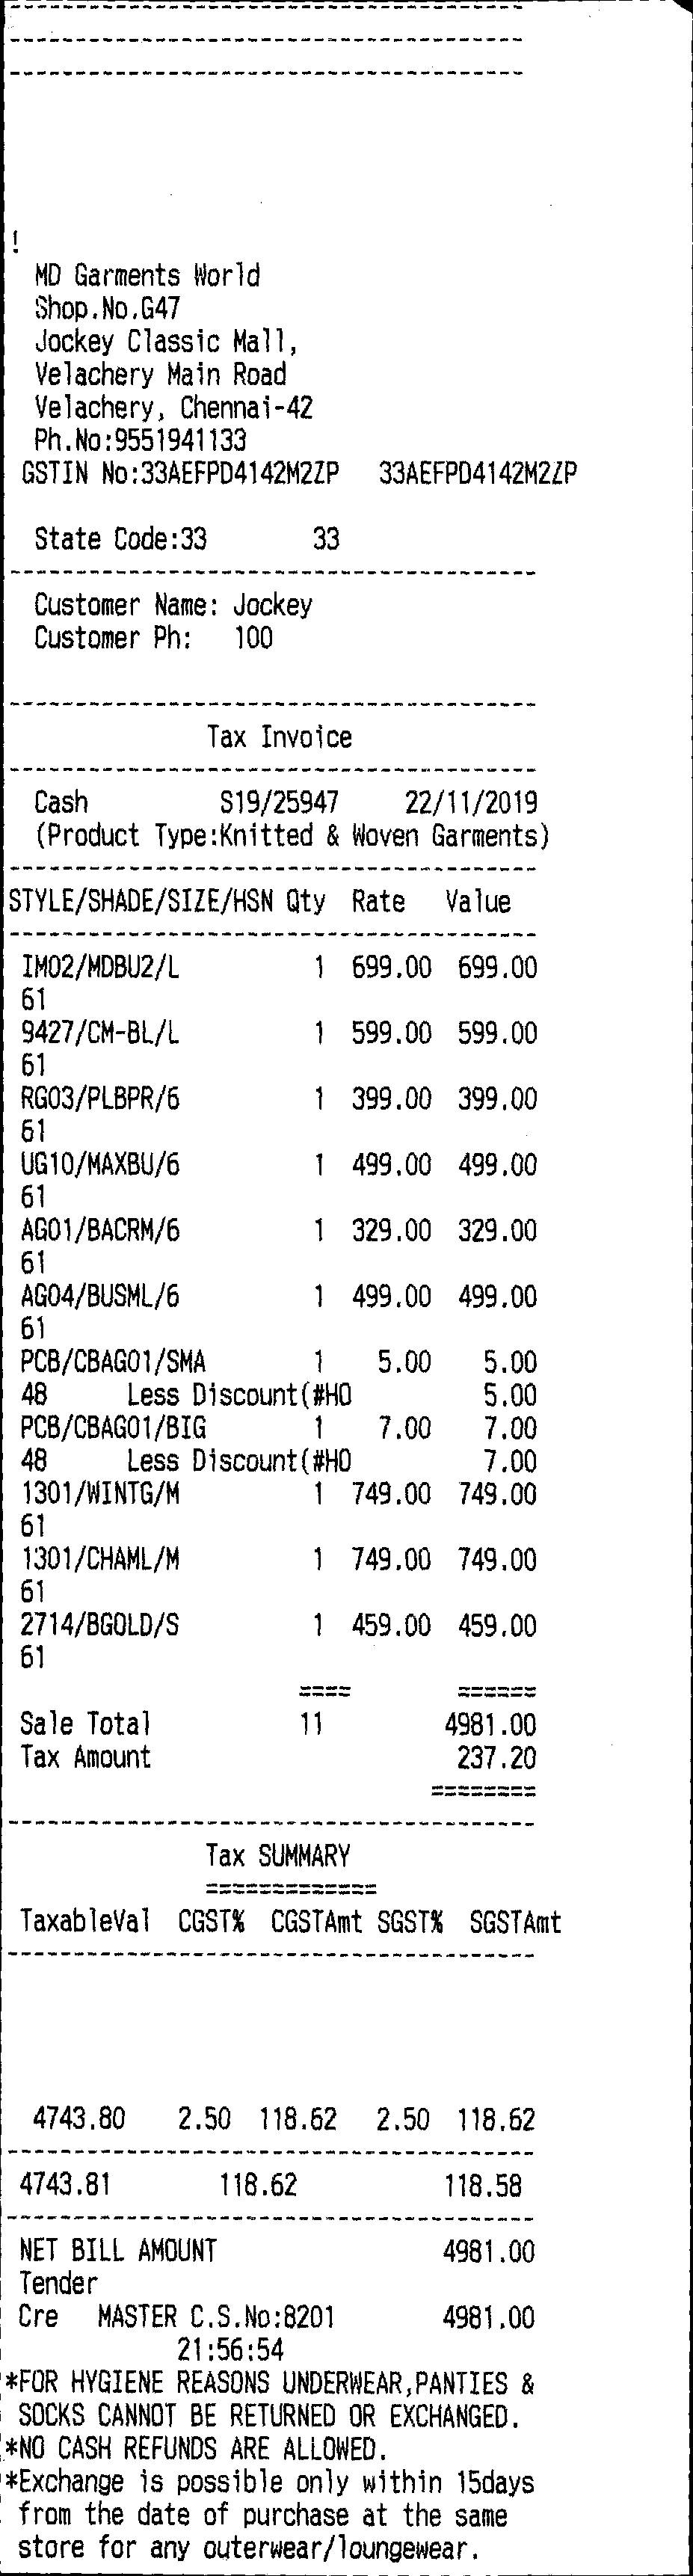 !
MD Garments World
Shop.No.G47
Jockey Classic Mall,
Velachery Main Road
Velachery, Chennai-42
Ph.No:9551941133
GSTIN No:33AEFPD4142M2ZP 33AEFPD4142M2ZP
State Code:33 33
Customer Name: Jockey
Customer Ph: 100
Tax Invoice
Cash S19/25947 22/11/2019
(Product Type:Knitted & Woven Garments)
STYLE/SHADE/SIZE/HSN Qty Rate Value
IM02/MDBU2/L 1 699.00 699.00
61
9427/CM-BL/L 1 599.00 599.00
61
RG03/PLBPR/6 1 399.00 399.00
61
UG10/MAXBU/6 1 499.00 499.00
61
AG01/BACRM/6 1 329.00 329.00
61
AG04/BUSML/6 1 499.00 499.00
61
PCB/CBAG01/SMA 1 5.00 5.00
48 Less Discount(#HO 5.00
PCB/CBAG01/BIG 1 7.00 7.00
48 Less Discount(#HO 7.00
1301/WINTG/M 1 749.00 749.00
61
1301/CHAML/M 1 749.00 749.00
61
2714/BGOLD/S 1 459.00 459.00
61
==== ======
Sale Total 11 4981.00
Tax Amount 237.20
========
Tax SUMMARY
=============
TaxableVal CGST% CGSTAmt SGST% SGSTAmt
4743.80 2.50 118.62 2.50 118.62
4743.81 118.62 118.58
NET BILL AMOUNT 4981.00
Tender
Cre MASTER C.S.No:8201 4981.00
21:56:54
*FOR HYGIENE REASONS UNDERWEAR,PANTIES &
SOCKS CANNOT BE RETURNED OR EXCHANGED.
*NO CASH REFUNDS ARE ALLOWED.
*Exchange is possible only within 15days
from the date of purchase at the same
store for any outerwear/loungewear.